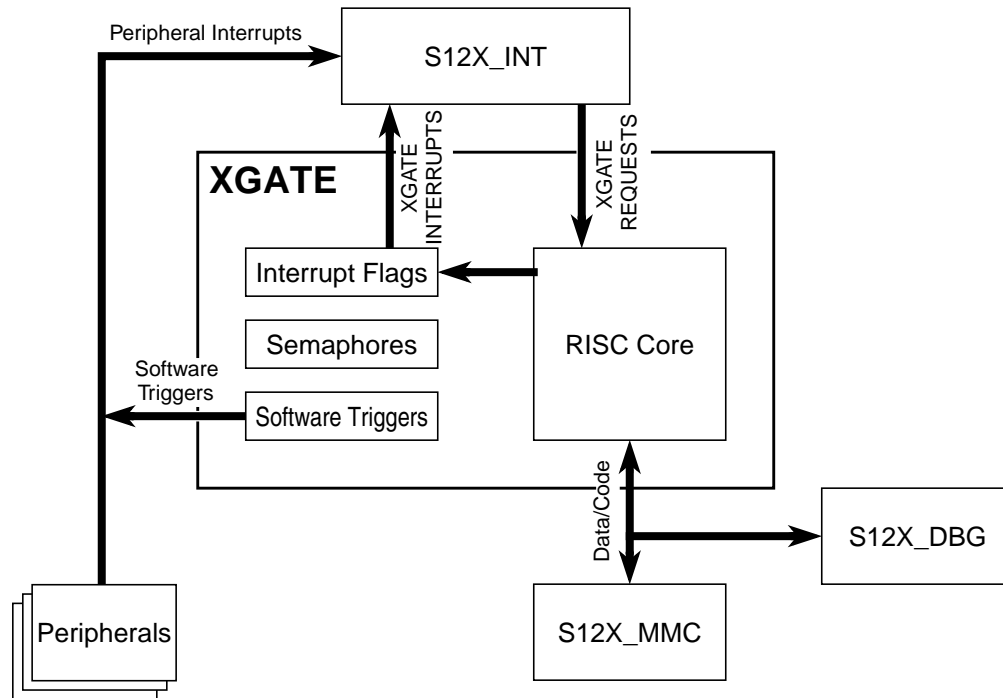 Peripheral Interrupts
S12X_INT
XGATE
INTERRUPTS
XGATE
REQUESTS
XGATE
Interrupt Flags
Semaphores
RISC Core
Software
Triggers
Software Triggers
Data/Code
S12X_DBG
Peripherals
S12X_MMC